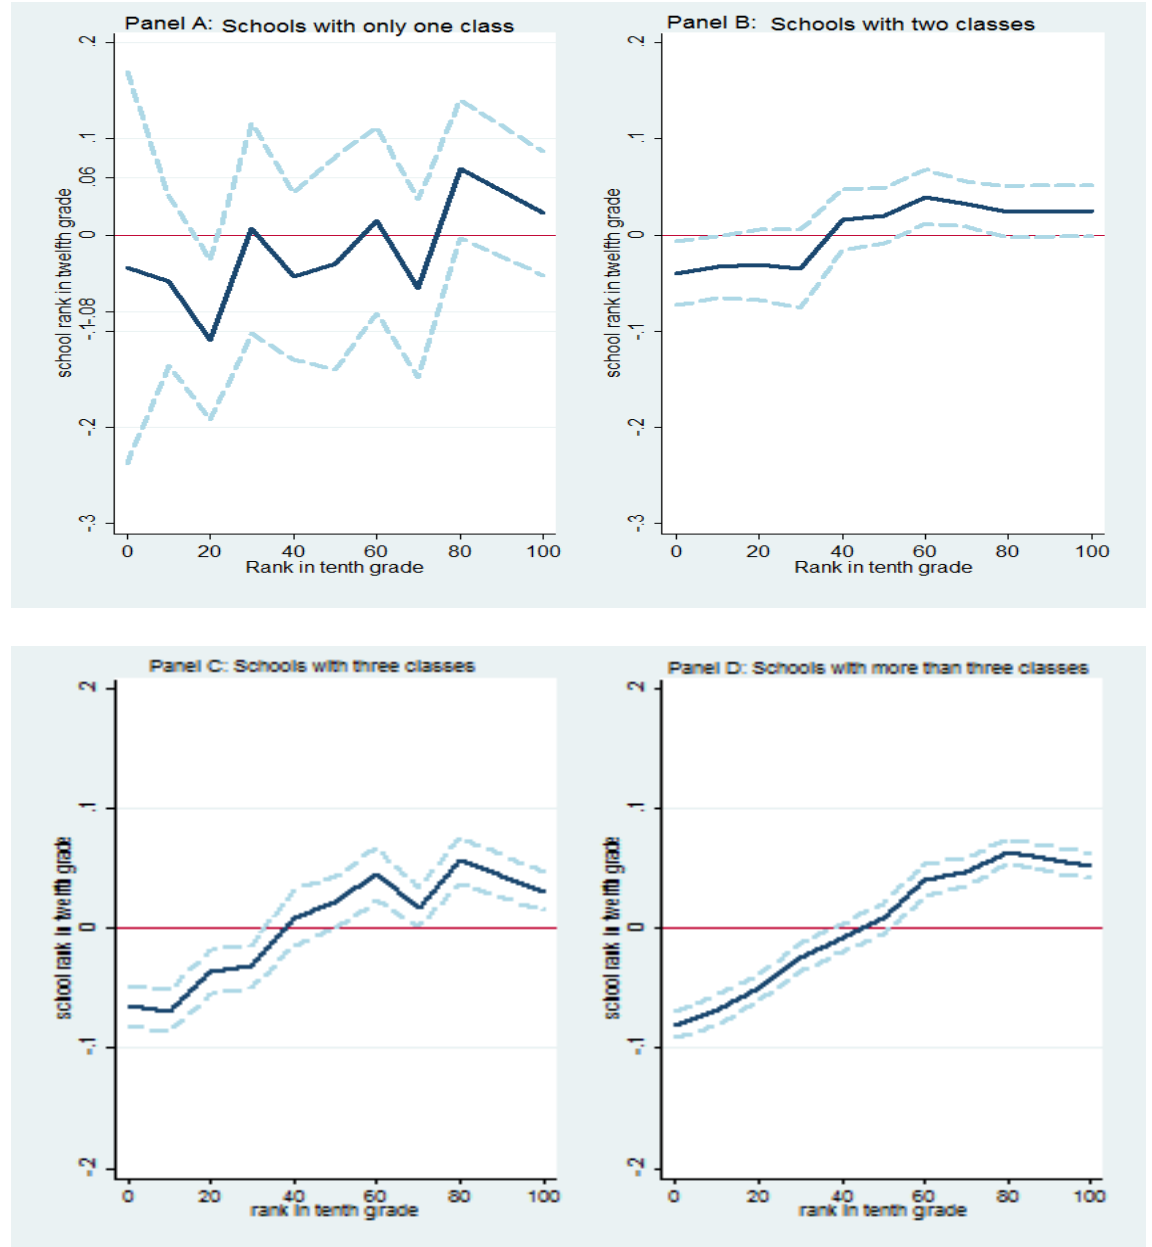 Panel A: Schools with only one class
.2
.1
.06
0
-.08
-.1
-.2
-.3
school rank in twelfth grade
0 20 40 60 80 100
Rank in tenth grade
Panel B: Schools with two classes
.2
.1
0
-.1
-.2
-.3
school rank in twelfth grade
0 20 40 60 80 100
Rank in tenth grade
Panel C: Schools with three classes
.2
.1
0
-.1
-.2
school rank in twelfth grade
0 20 40 60 80 100
rank in tenth grade
Panel D: Schools with more than three classes
.2
.1
0
-.1
-.2
school rank in twelfth grade
0 20 40 60 80 100
rank in tenth grade